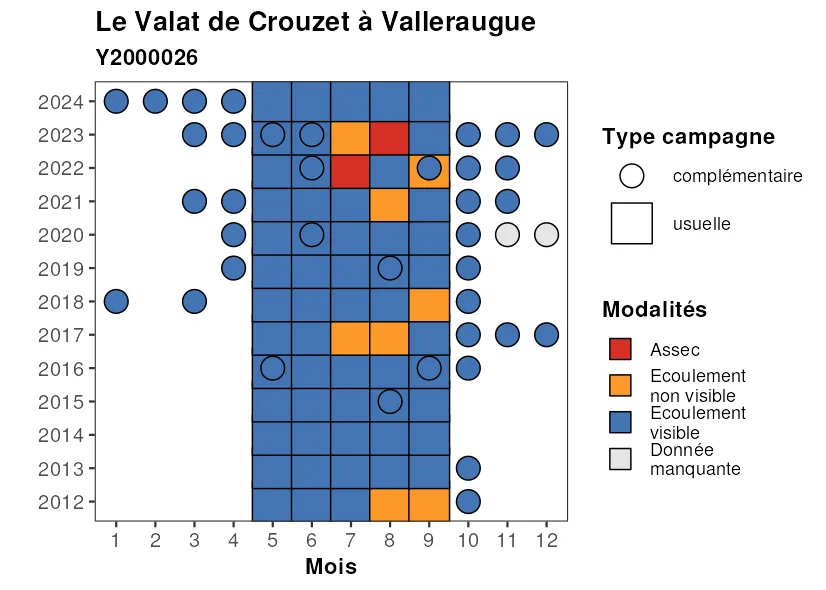 Le Valat de Crouzet à Valleraugue
Y2000026
2024
2023
2022
2021
2020
2019
2018
2017
2016
2015
2014
2013
2012
1 2 3 4 5 6 7 8 9 10 11 12
Mois
Type campagne
complémentaire
usuelle
Modalités
Assec
Ecoulement
non visible
Ecoulement
visible
Donnée
manquante